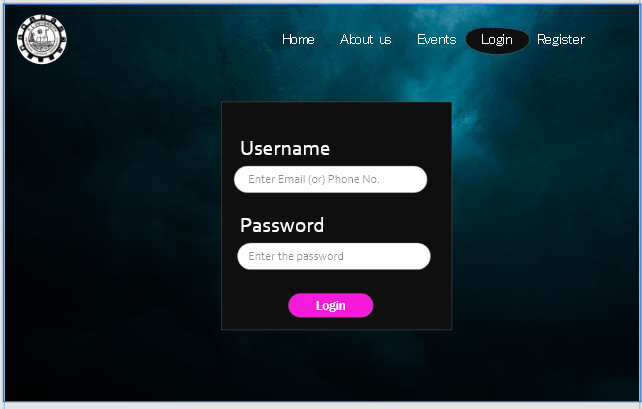 Home About us Events Login Register
Username
Enter Email (or) Phone No.
Password
Enter the password
Login